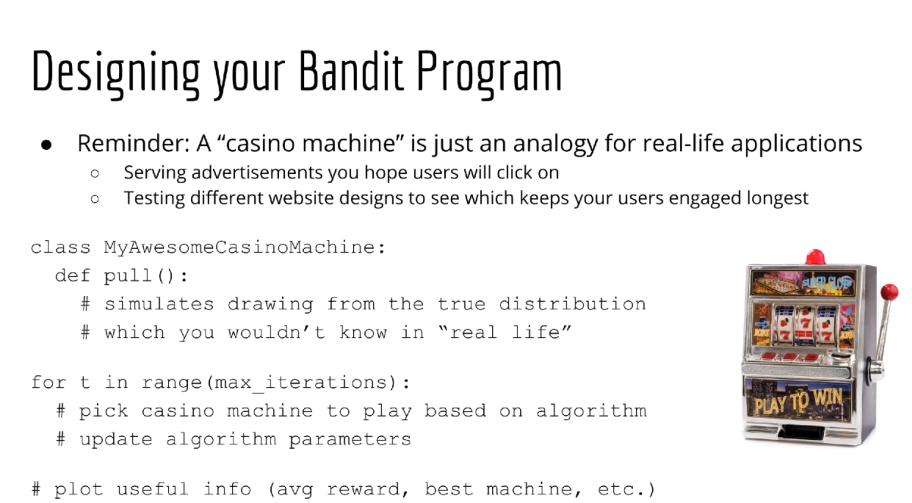 Designing your Bandit Program
● Reminder: A “casino machine” is just an analogy for real-life applications
○ Serving advertisements you hope users will click on
○ Testing different website designs to see which keeps your users engaged longest
class MyAwesomeCasinoMachine:
def pull():
# simulates drawing from the true distribution
# which you wouldn’t know in “real life”
for t in range(max_iterations):
# pick casino machine to play based on algorithm
# update algorithm parameters
# plot useful info (avg reward, best machine, etc.)
PLAY TO WIN